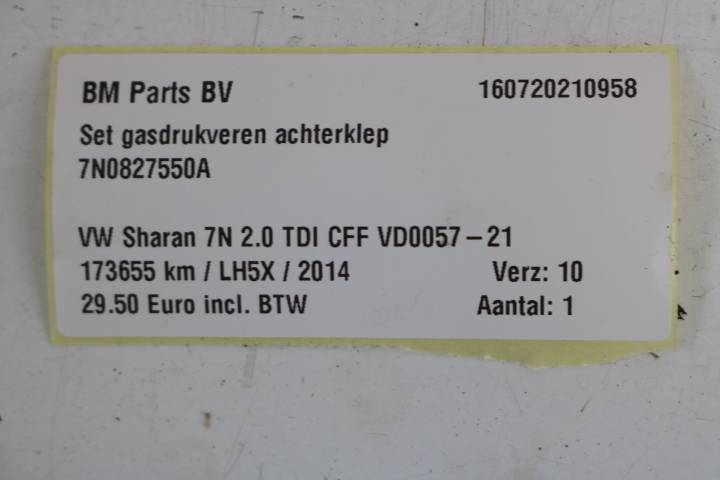 BM Parts BV 160720210958
Set gasdrukveren achterklep
7N0827550A
VW Sharan 7N 2.0 TDI CFF VD0057-21
173655 km / LH5X / 2014 Verz: 10
29.50 Euro incl. BTW Aantal: 1